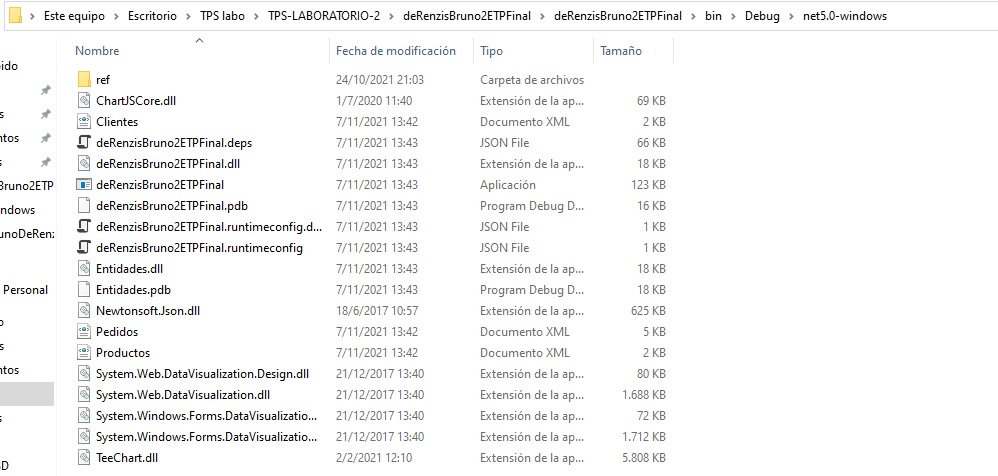 Este equipo > Escritorio > TPS labo > TPS-LABORATORIO-2 > deRenzisBruno2ETPFinal > deRenzisBruno2ETPFinal > bin > Debug > net5.0-windows
Nombre Fecha de modificación Tipo Tamaño
ref 24/10/2021 21:03 Carpeta de archivos
ChartJSCore.dll 1/7/2020 11:40 Extensión de la ap... 69 KB
Clientes 7/11/2021 13:42 Documento XML 2 KB
deRenzisBruno2ETPFinal.deps 7/11/2021 13:43 JSON File 66 KB
deRenzisBruno2ETPFinal.dll 7/11/2021 13:43 Extensión de la ap... 18 KB
deRenzisBruno2ETPFinal 7/11/2021 13:43 Aplicación 123 KB
deRenzisBruno2ETPFinal.pdb 7/11/2021 13:43 Program Debug D... 16 KB
deRenzisBruno2ETPFinal.runtimeconfig.d... 7/11/2021 13:43 JSON File 1 KB
deRenzisBruno2ETPFinal.runtimeconfig 7/11/2021 13:43 JSON File 1 KB
Entidades.dll 7/11/2021 13:43 Extensión de la ap... 18 KB
Entidades.pdb 7/11/2021 13:43 Program Debug D... 18 KB
Newtonsoft.Json.dll 18/6/2017 10:57 Extensión de la ap... 625 KB
Pedidos 7/11/2021 13:42 Documento XML 5 KB
Productos 7/11/2021 13:42 Documento XML 2 KB
System.Web.DataVisualization.Design.dll 21/12/2017 13:40 Extensión de la ap... 80 KB
System.Web.DataVisualization.dll 21/12/2017 13:40 Extensión de la ap... 1.688 KB
System.Windows.Forms.DataVisualizatio... 21/12/2017 13:40 Extensión de la ap... 72 KB
System.Windows.Forms.DataVisualizatio... 21/12/2017 13:40 Extensión de la ap... 1.712 KB
TeeChart.dll 2/2/2021 12:10 Extensión de la ap... 5.808 KB
Personal